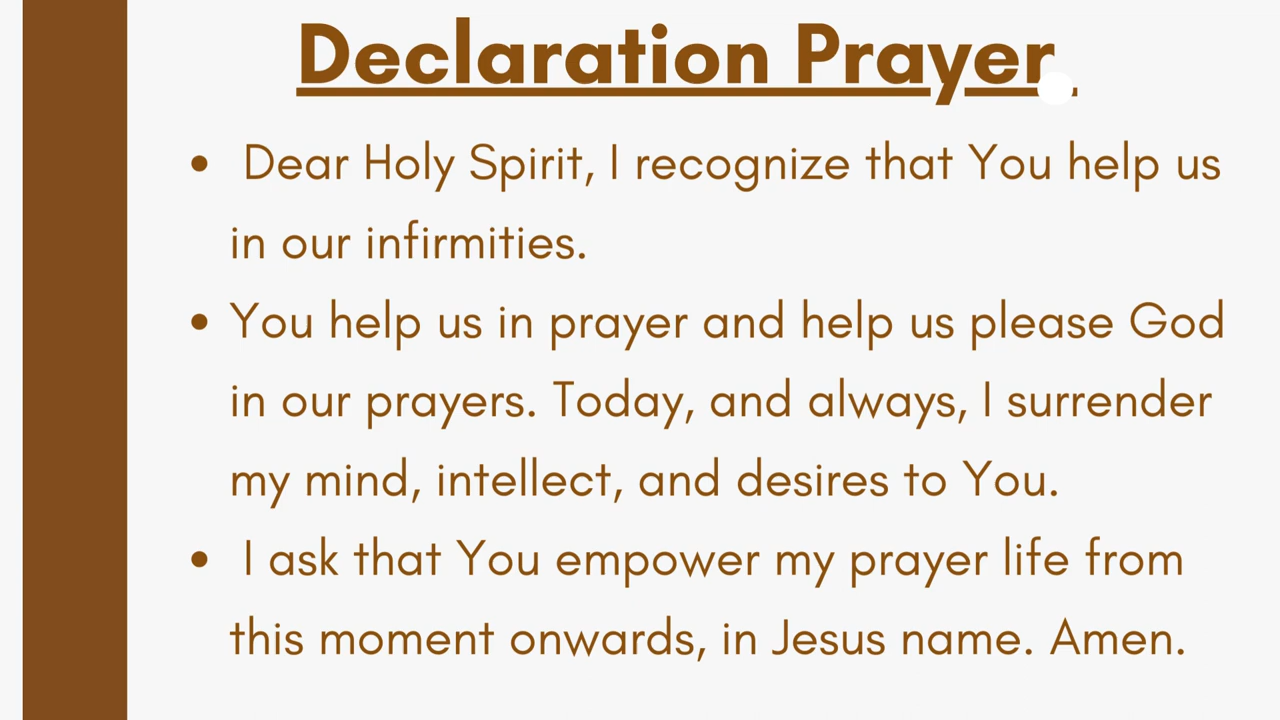 Declaration Prayer
• Dear Holy Spirit, I recognize that You help us
in our infirmities.
• You help us in prayer and help us please God
in our prayers. Today, and always, I surrender
my mind, intellect, and desires to You.
• I ask that You empower my prayer life from
this moment onwards, in Jesus name. Amen.